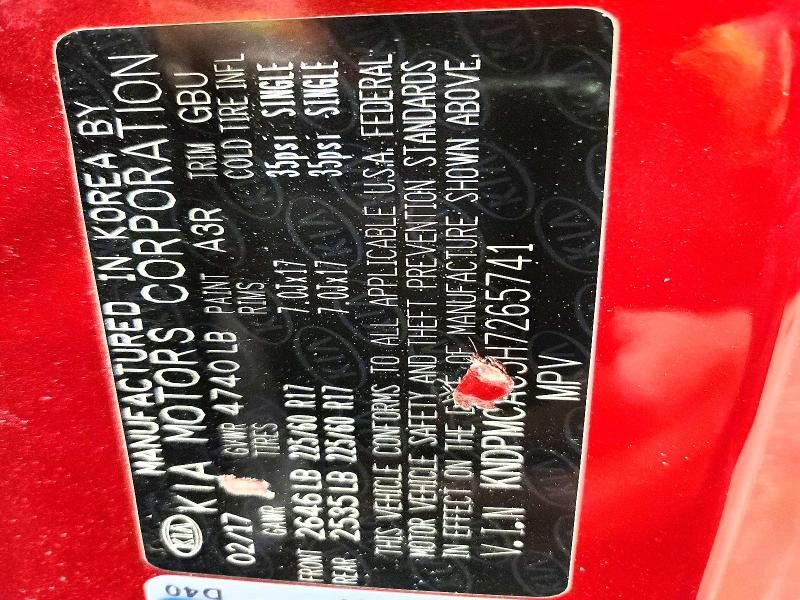 MANUFACTURED IN KOREA BY
KIA KIA MOTORS CORPORATION
02/17 GVWR 4740LB PAINT A3R TRIM GBU
GAWR TIRES RIMS COLD TIRE INFL
FRONT 2646LB 225/60 R17 7.0Jx17 35psi SINGLE
REAR 2535LB 225/60 R17 7.0Jx17 35psi SINGLE
THIS VEHICLE CONFORMS TO ALL APPLICABLE U.S.A. FEDERAL
MOTOR VEHICLE SAFETY AND THEFT PREVENTION STANDARDS
IN EFFECT ON THE OF MANUFACTURE SHOWN ABOVE.
V.I.N
MPV
D40